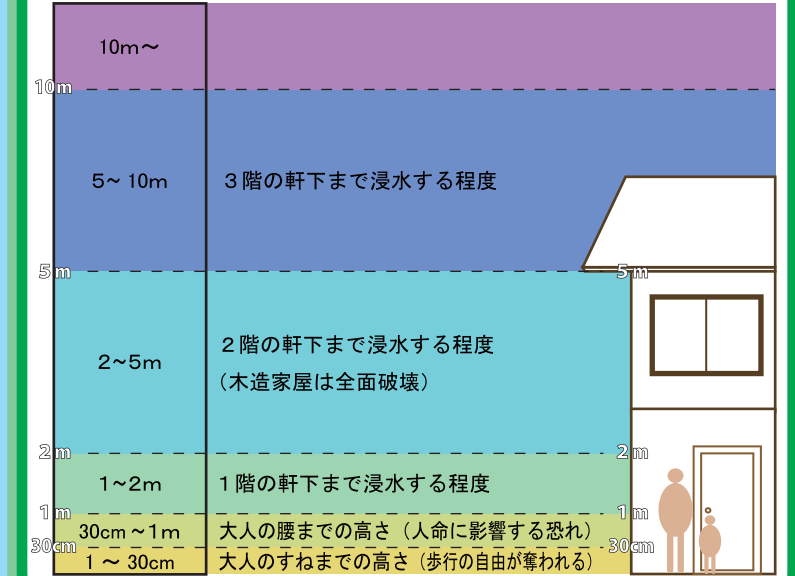 10m～
10m
5～10m ３階の軒下まで浸水する程度
5m 5m
2～5m ２階の軒下まで浸水する程度
（木造家屋は全面破壊）
2m 2m
1～2m 1階の軒下まで浸水する程度
1m 1m
30cm～1m 大人の腰までの高さ（人命に影響する恐れ）
30cm 30cm
1～30cm 大人のすねまでの高さ（歩行の自由が奪われる）